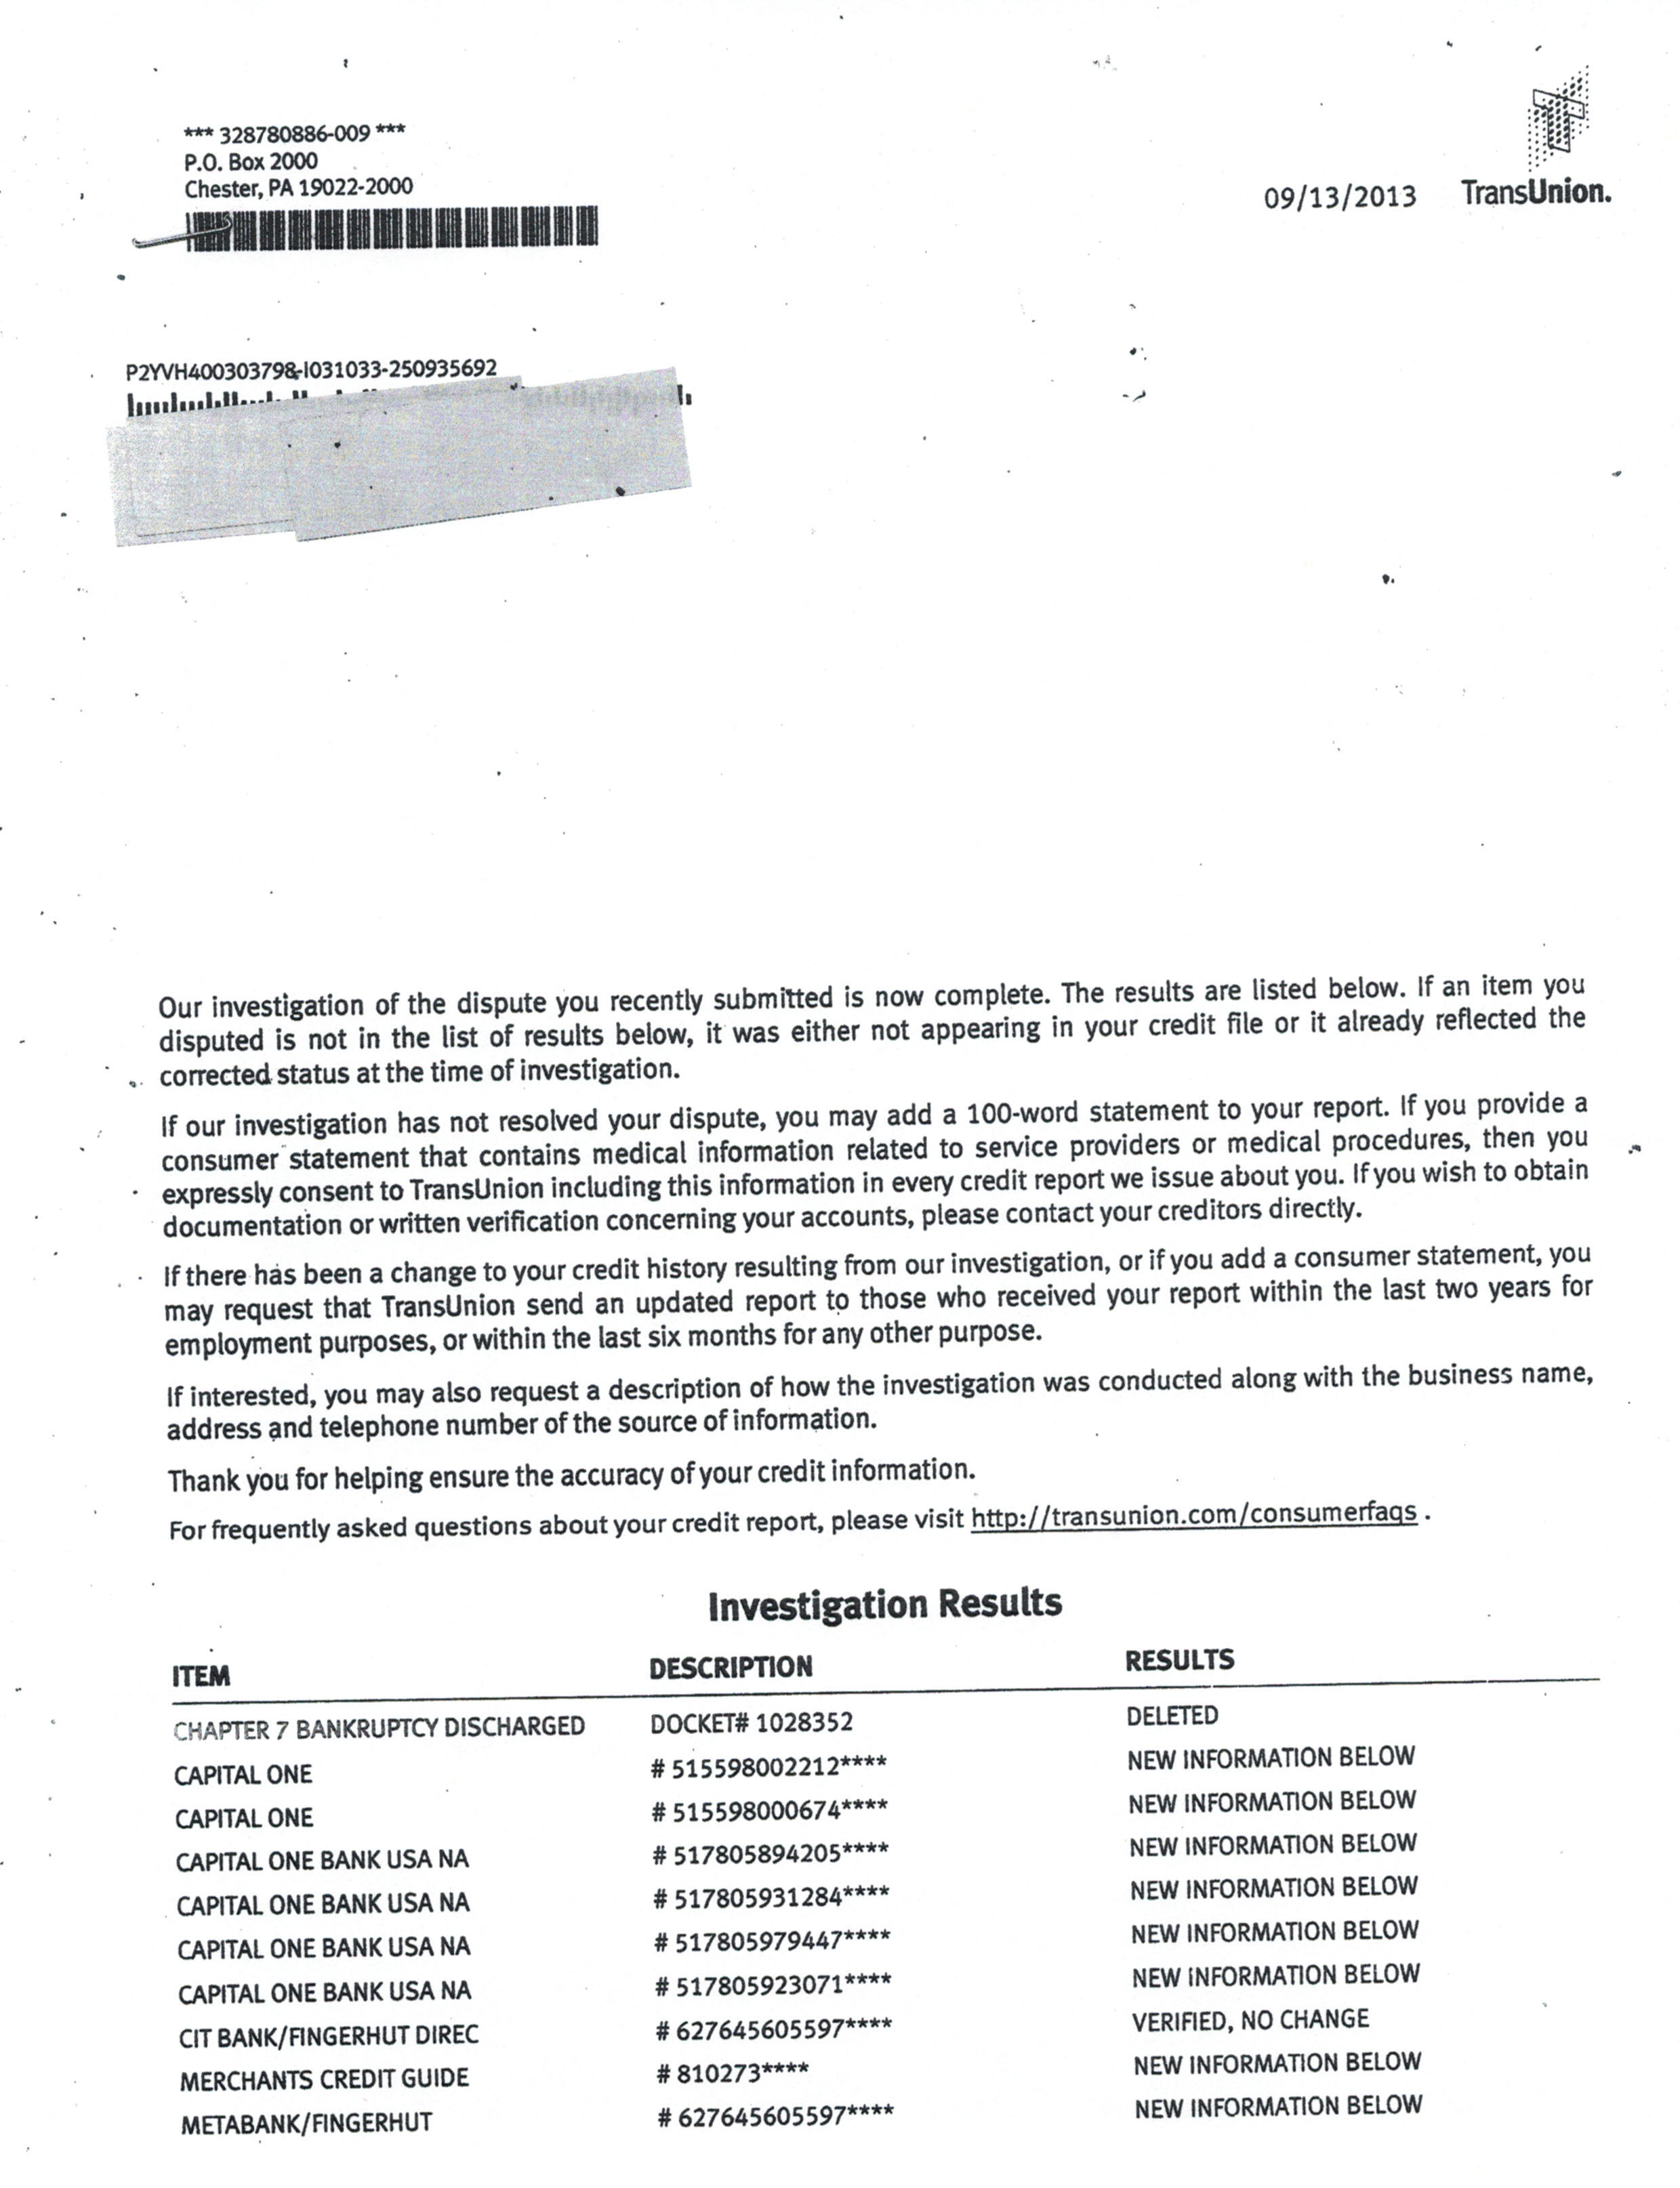 *** 328780886-009 ***
P.O. Box 2000
Chester, PA 19022-2000
09/13/2013
TransUnion.
P2YVH400303798-I031033-250935692
Our investigation of the dispute you recently submitted is now complete. The results are listed below. If an item you
disputed is not in the list of results below, it was either not appearing in your credit file or it already reflected the
corrected status at the time of investigation.
If our investigation has not resolved your dispute, you may add a 100-word statement to your report. If you provide a
consumer statement that contains medical information related to service providers or medical procedures, then you
expressly consent to TransUnion including this information in every credit report we issue about you. If you wish to obtain
documentation or written verification concerning your accounts, please contact your creditors directly.
If there has been a change to your credit history resulting from our investigation, or if you add a consumer statement, you
may request that TransUnion send an updated report to those who received your report within the last two years for
employment purposes, or within the last six months for any other purpose.
If interested, you may also request a description of how the investigation was conducted along with the business name,
address and telephone number of the source of information.
Thank you for helping ensure the accuracy of your credit information.
For frequently asked questions about your credit report, please visit http://transunion.com/consumerfaqs .
Investigation Results
ITEM DESCRIPTION RESULTS
CHAPTER 7 BANKRUPTCY DISCHARGED DOCKET# 1028352 DELETED
CAPITAL ONE # 515598002212**** NEW INFORMATION BELOW
CAPITAL ONE # 515598000674**** NEW INFORMATION BELOW
CAPITAL ONE BANK USA NA # 517805894205**** NEW INFORMATION BELOW
CAPITAL ONE BANK USA NA # 517805931284**** NEW INFORMATION BELOW
CAPITAL ONE BANK USA NA # 517805979447**** NEW INFORMATION BELOW
CAPITAL ONE BANK USA NA # 517805923071**** NEW INFORMATION BELOW
CIT BANK/FINGERHUT DIREC # 627645605597**** VERIFIED, NO CHANGE
MERCHANTS CREDIT GUIDE # 810273**** NEW INFORMATION BELOW
METABANK/FINGERHUT # 627645605597**** NEW INFORMATION BELOW